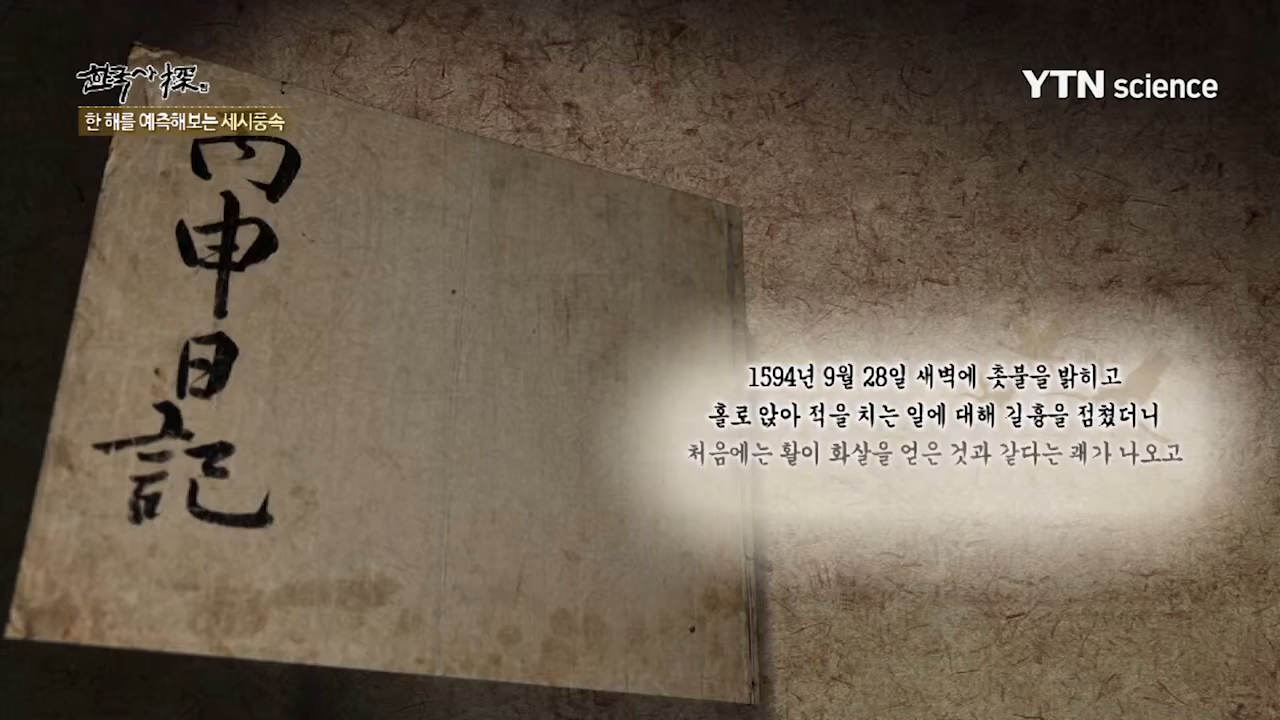 한국사 探
한 해를 예측해보는 세시풍속
YTN science
丙申日記
1594년 9월 28일 새벽에 촛불을 밝히고
홀로 앉아 적을 치는 일에 대해 길흉을 점쳤더니
처음에는 활이 화살을 얻은 것과 같다는 괘가 나오고